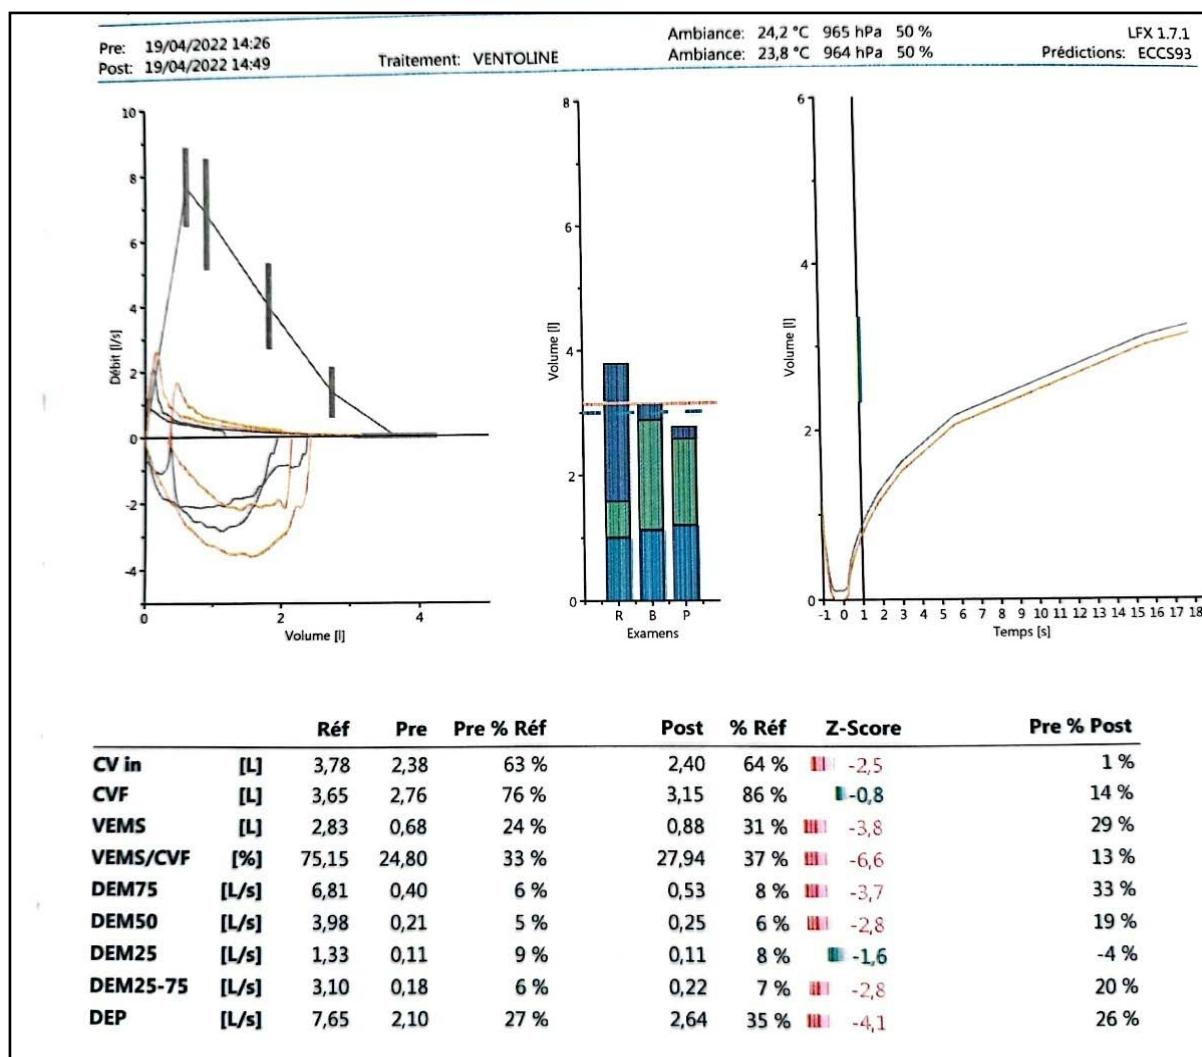 Pre: 19/04/2022 14:26
Post: 19/04/2022 14:49
Traitement: VENTOLINE
Ambiance: 24,2 °C 965 hPa 50 %
Ambiance: 23,8 °C 964 hPa 50 %
LFX 1.7.1
Prédictions: ECCS93
10
8
6
4
2
0
-2
-4
Débit [l/s]
0 2 4
Volume [l]
8
6
4
2
0
Volume [l]
R B P
Examens
6
4
2
0
Volume [l]
-1 0 1 2 3 4 5 6 7 8 9 10 11 12 13 14 15 16 17 18
Temps [s]
Réf Pre Pre % Réf Post % Réf Z-Score Pre % Post
CV in [L] 3,78 2,38 63 % 2,40 64 % -2,5 1 %
CVF [L] 3,65 2,76 76 % 3,15 86 % -0,8 14 %
VEMS [L] 2,83 0,68 24 % 0,88 31 % -3,8 29 %
VEMS/CVF [%] 75,15 24,80 33 % 27,94 37 % -6,6 13 %
DEM75 [L/s] 6,81 0,40 6 % 0,53 8 % -3,7 33 %
DEM50 [L/s] 3,98 0,21 5 % 0,25 6 % -2,8 19 %
DEM25 [L/s] 1,33 0,11 9 % 0,11 8 % -1,6 -4 %
DEM25-75 [L/s] 3,10 0,18 6 % 0,22 7 % -2,8 20 %
DEP [L/s] 7,65 2,10 27 % 2,64 35 % -4,1 26 %